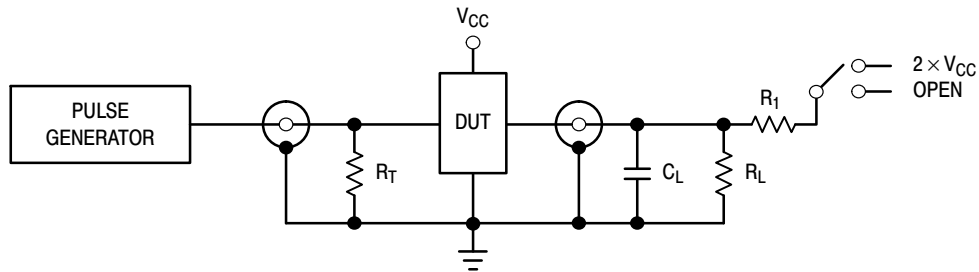 V_CC
2 × V_CC
OPEN
R_1
PULSE
GENERATOR
DUT
R_T
C_L
R_L